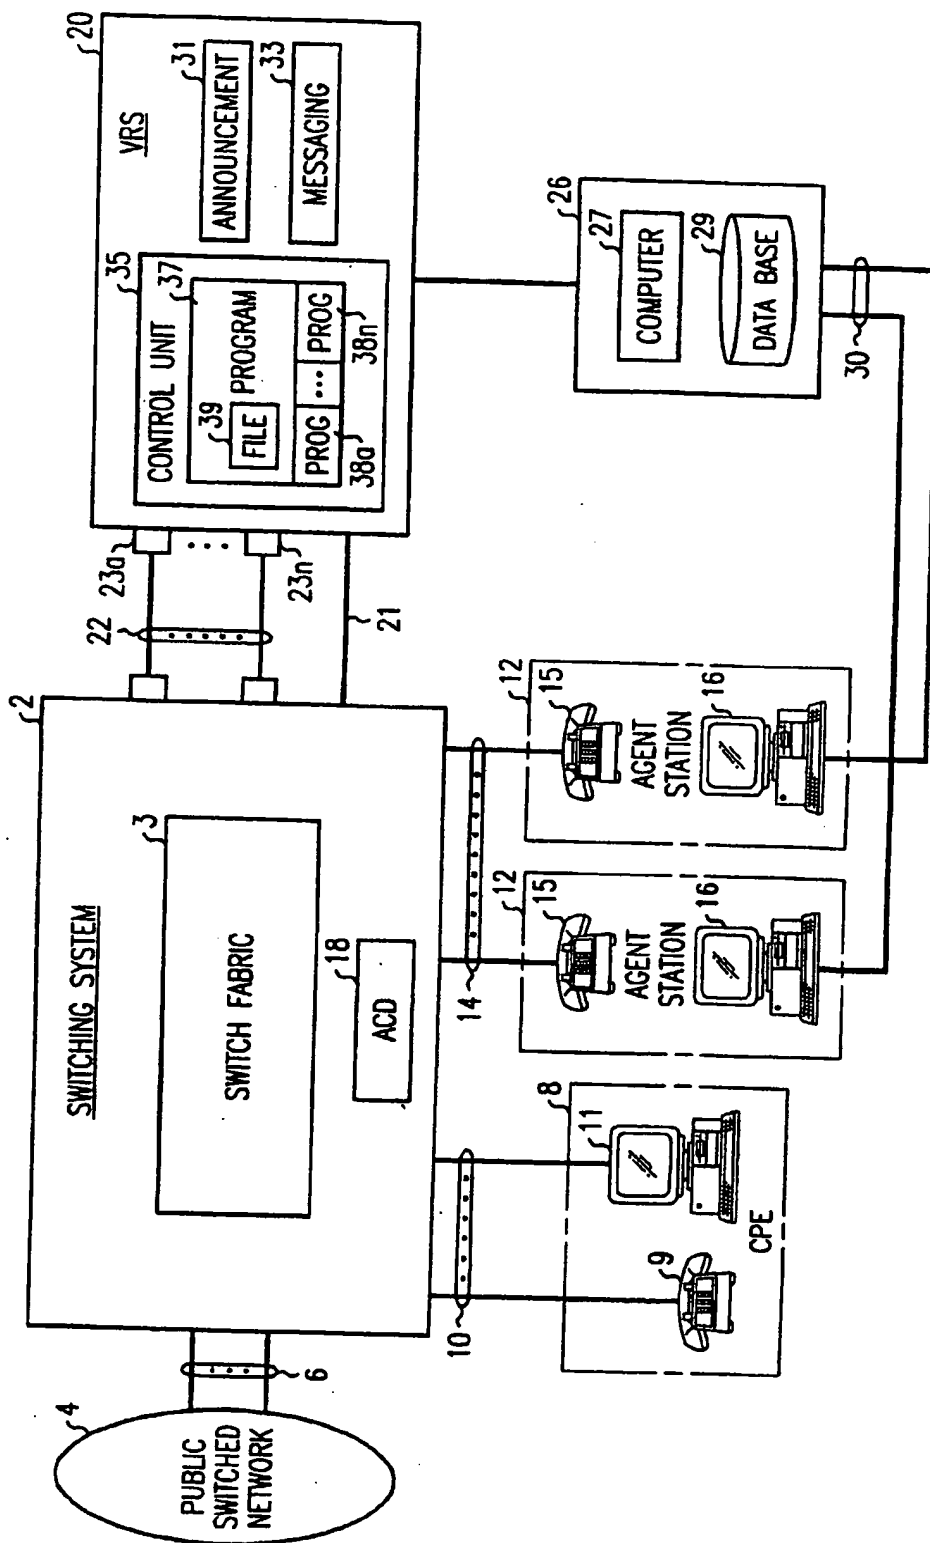 PUBLIC
SWITCHED
NETWORK
4
6
SWITCHING SYSTEM
2
SWITCH FABRIC
3
ACD
18
10
14
22
21
23a
23n
VRS
20
CONTROL UNIT
35
37
39
FILE
PROGRAM
PROG
...
PROG
38a
38n
ANNOUNCEMENT
31
MESSAGING
33
8
9
11
CPE
12
15
AGENT
STATION
16
12
15
AGENT
STATION
16
26
COMPUTER
27
DATA BASE
29
30